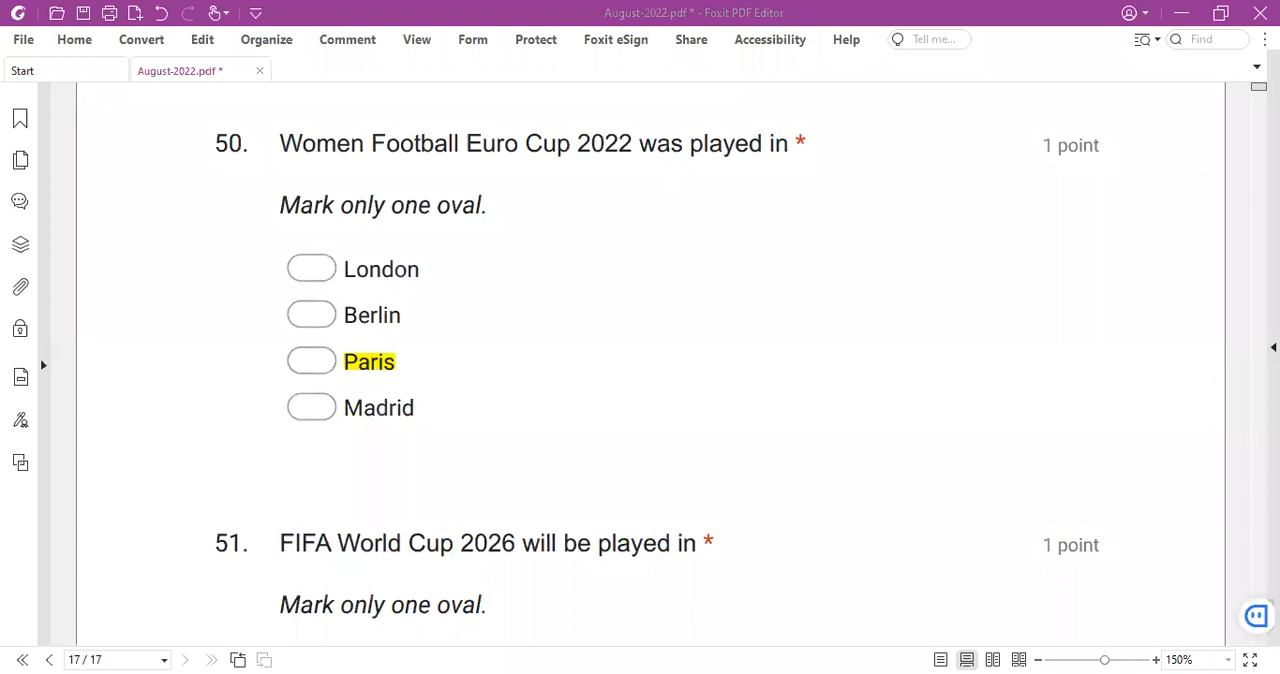 August-2022.pdf * - Foxit PDF Editor
File Home Convert Edit Organize Comment View Form Protect Foxit eSign Share Accessibility Help Tell me... Find
Start August-2022.pdf *
50. Women Football Euro Cup 2022 was played in * 1 point
Mark only one oval.
London
Berlin
Paris
Madrid
51. FIFA World Cup 2026 will be played in * 1 point
Mark only one oval.
17 / 17 150%